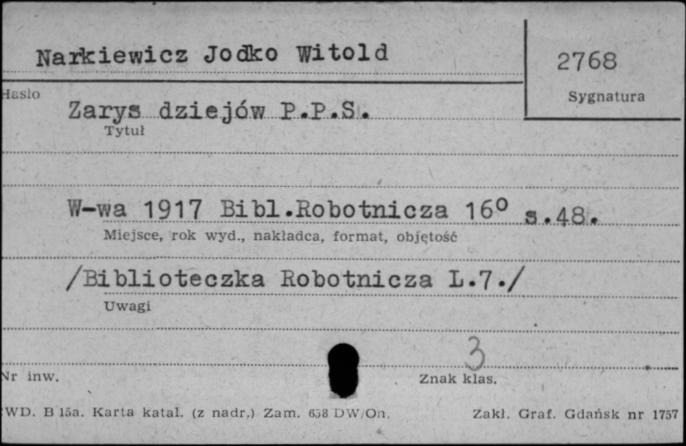 Narkiewicz Jodko Witold
2768
Hasło
Sygnatura
Zarys dziejów P.P.S.
Tytuł
W-wa 1917 Bibl.Robotnicza 16° s.48.
Miejsce, rok wyd., nakładca, format, objętość
/Biblioteczka Robotnicza L.7./
Uwagi
3
Nr inw.
Znak klas.
WD. B 15a. Karta katal. (z nadr.) Zam. 658 DW/On.
Zakł. Graf. Gdańsk nr 1757